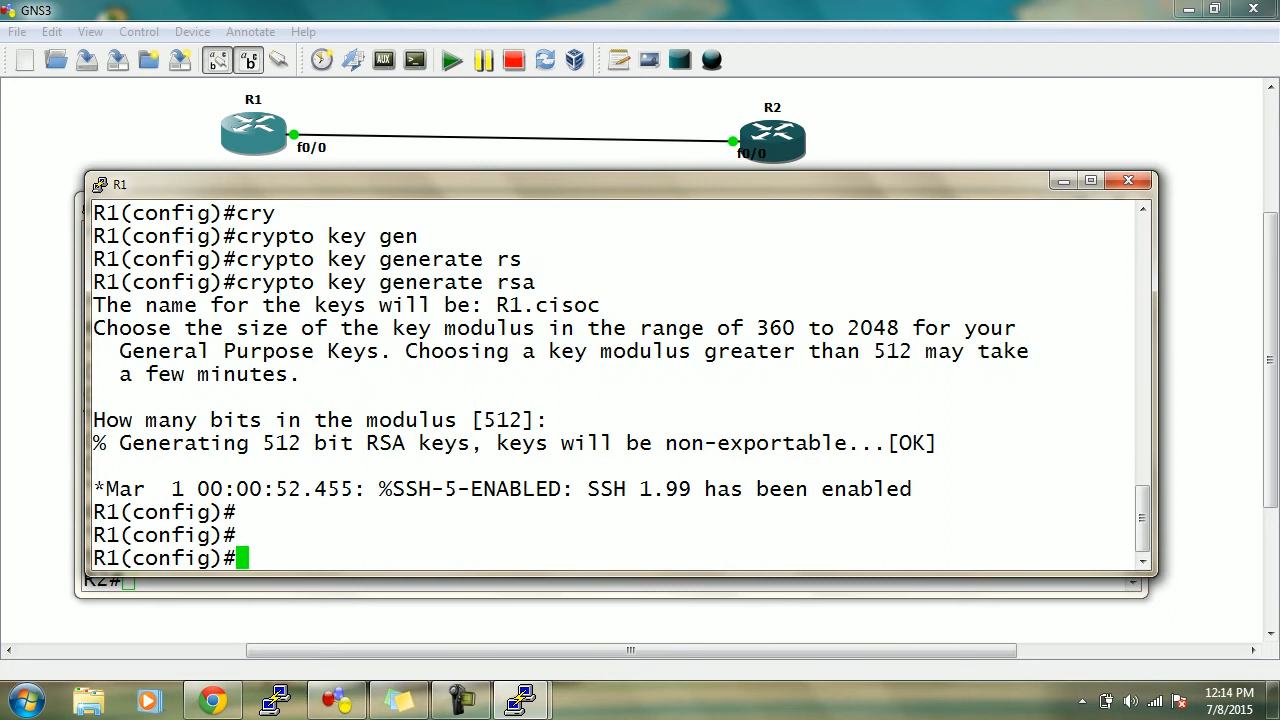 GNS3
File Edit View Control Device Annotate Help
R1
R2
f0/0
f0/0
R1
R1(config)#cry
R1(config)#crypto key gen
R1(config)#crypto key generate rs
R1(config)#crypto key generate rsa
The name for the keys will be: R1.cisoc
Choose the size of the key modulus in the range of 360 to 2048 for your
General Purpose Keys. Choosing a key modulus greater than 512 may take
a few minutes.
How many bits in the modulus [512]:
% Generating 512 bit RSA keys, keys will be non-exportable...[OK]
*Mar  1 00:00:52.455: %SSH-5-ENABLED: SSH 1.99 has been enabled
R1(config)#
R1(config)#
R1(config)#
R2#
12:14 PM
7/8/2015